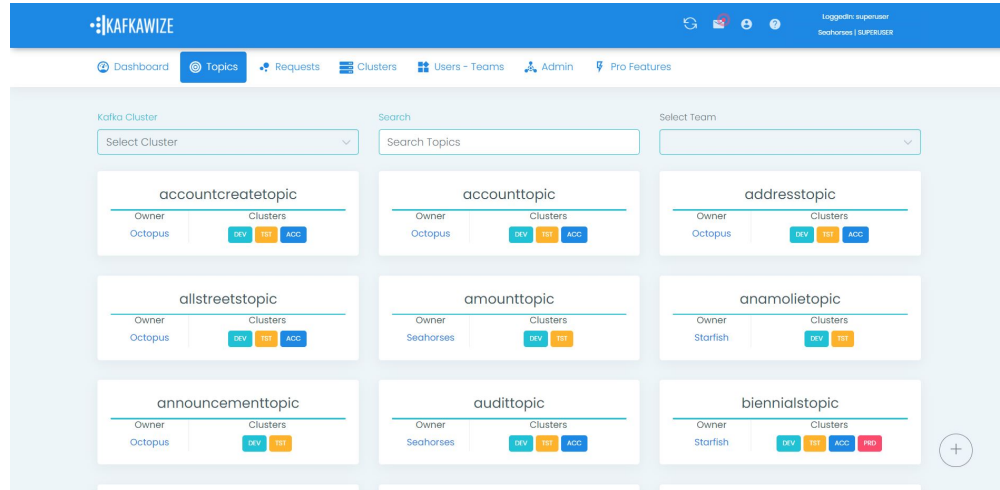 KAFKAWIZE
LoggedIn: superuser
Seahorses | SUPERUSER
Dashboard
Topics
Requests
Clusters
Users - Teams
Admin
Pro Features
Kafka Cluster
Search
Select Team
Select Cluster
Search Topics
accountcreatetopic
Owner Clusters
Octopus DEV TST ACC
accounttopic
Owner Clusters
Octopus DEV TST ACC
addresstopic
Owner Clusters
Octopus DEV TST ACC
allstreetstopic
Owner Clusters
Octopus DEV TST ACC
amounttopic
Owner Clusters
Seahorses DEV TST
anamolietopic
Owner Clusters
Starfish DEV TST
announcementtopic
Owner Clusters
Octopus DEV TST
audittopic
Owner Clusters
Seahorses DEV TST ACC
biennialstopic
Owner Clusters
Starfish DEV TST ACC PRD